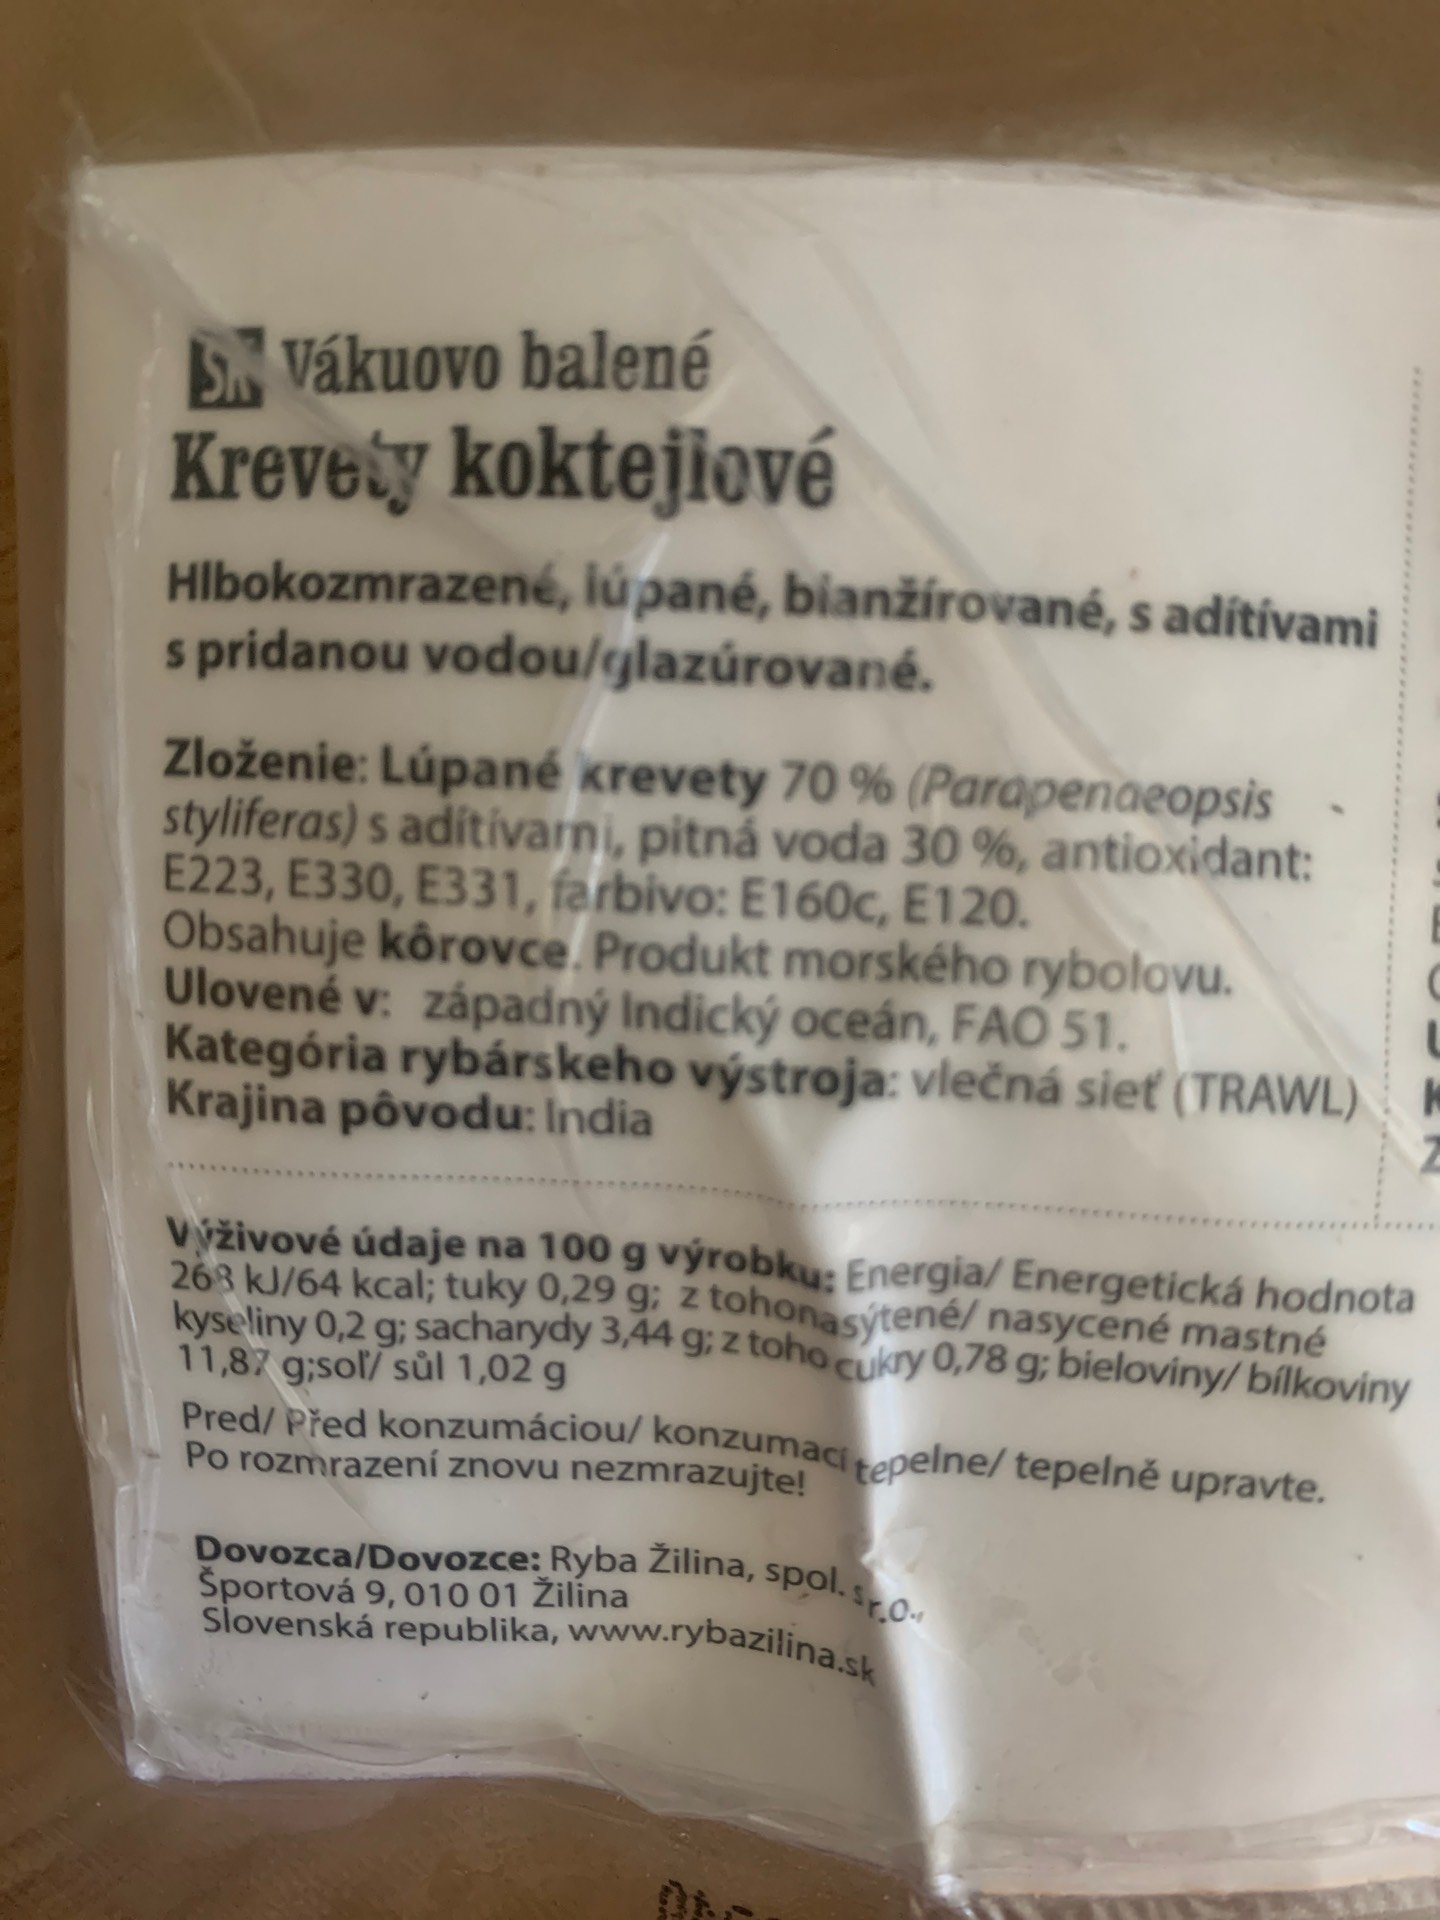 SK Vákuovo balené
Krevety koktejlové
Hlbokozmrazené, lúpané, blanžírované, s adítívami
s pridanou vodou/glazúrované.
Zloženie: Lúpané krevety 70 % (Parapenaeopsis
styliferas) s adítívami, pitná voda 30 %, antioxidant:
E223, E330, E331, farbivo: E160c, E120.
Obsahuje kôrovce. Produkt morského rybolovu.
Ulovené v: západný Indický oceán, FAO 51.
Kategória rybárskeho výstroja: vlečná sieť (TRAWL)
Krajina pôvodu: India
Výživové údaje na 100 g výrobku: Energia/ Energetická hodnota
268 kJ/64 kcal; tuky 0,29 g; z tohonasýtené/ nasycené mastné
kyseliny 0,2 g; sacharydy 3,44 g; z toho cukry 0,78 g; bieloviny/ bílkoviny
11,87 g;soľ/ sůl 1,02 g
Pred/ Před konzumáciou/ konzumací tepelne/ tepelně upravte.
Po rozmrazení znovu nezmrazujte!
Dovozca/Dovozce: Ryba Žilina, spol. s r.o.,
Športová 9, 010 01 Žilina
Slovenská republika, www.rybazilina.sk